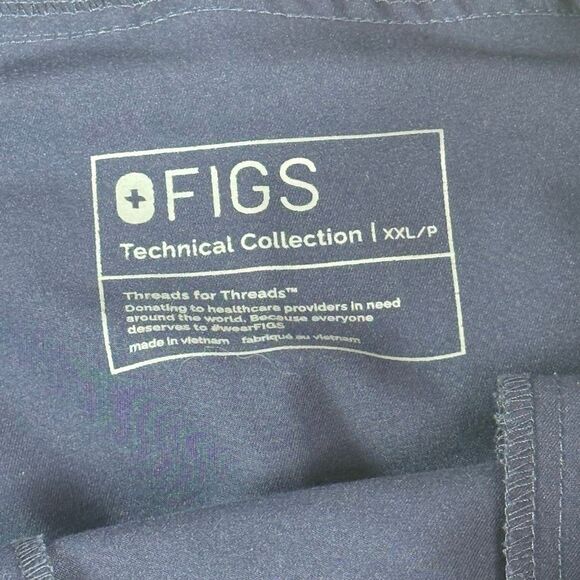 FIGS
Technical Collection | XXL/P
Threads for Threads™
Donating to healthcare providers in need
around the world. Because everyone
deserves to #wearFIGS
made in vietnam fabriqué au vietnam